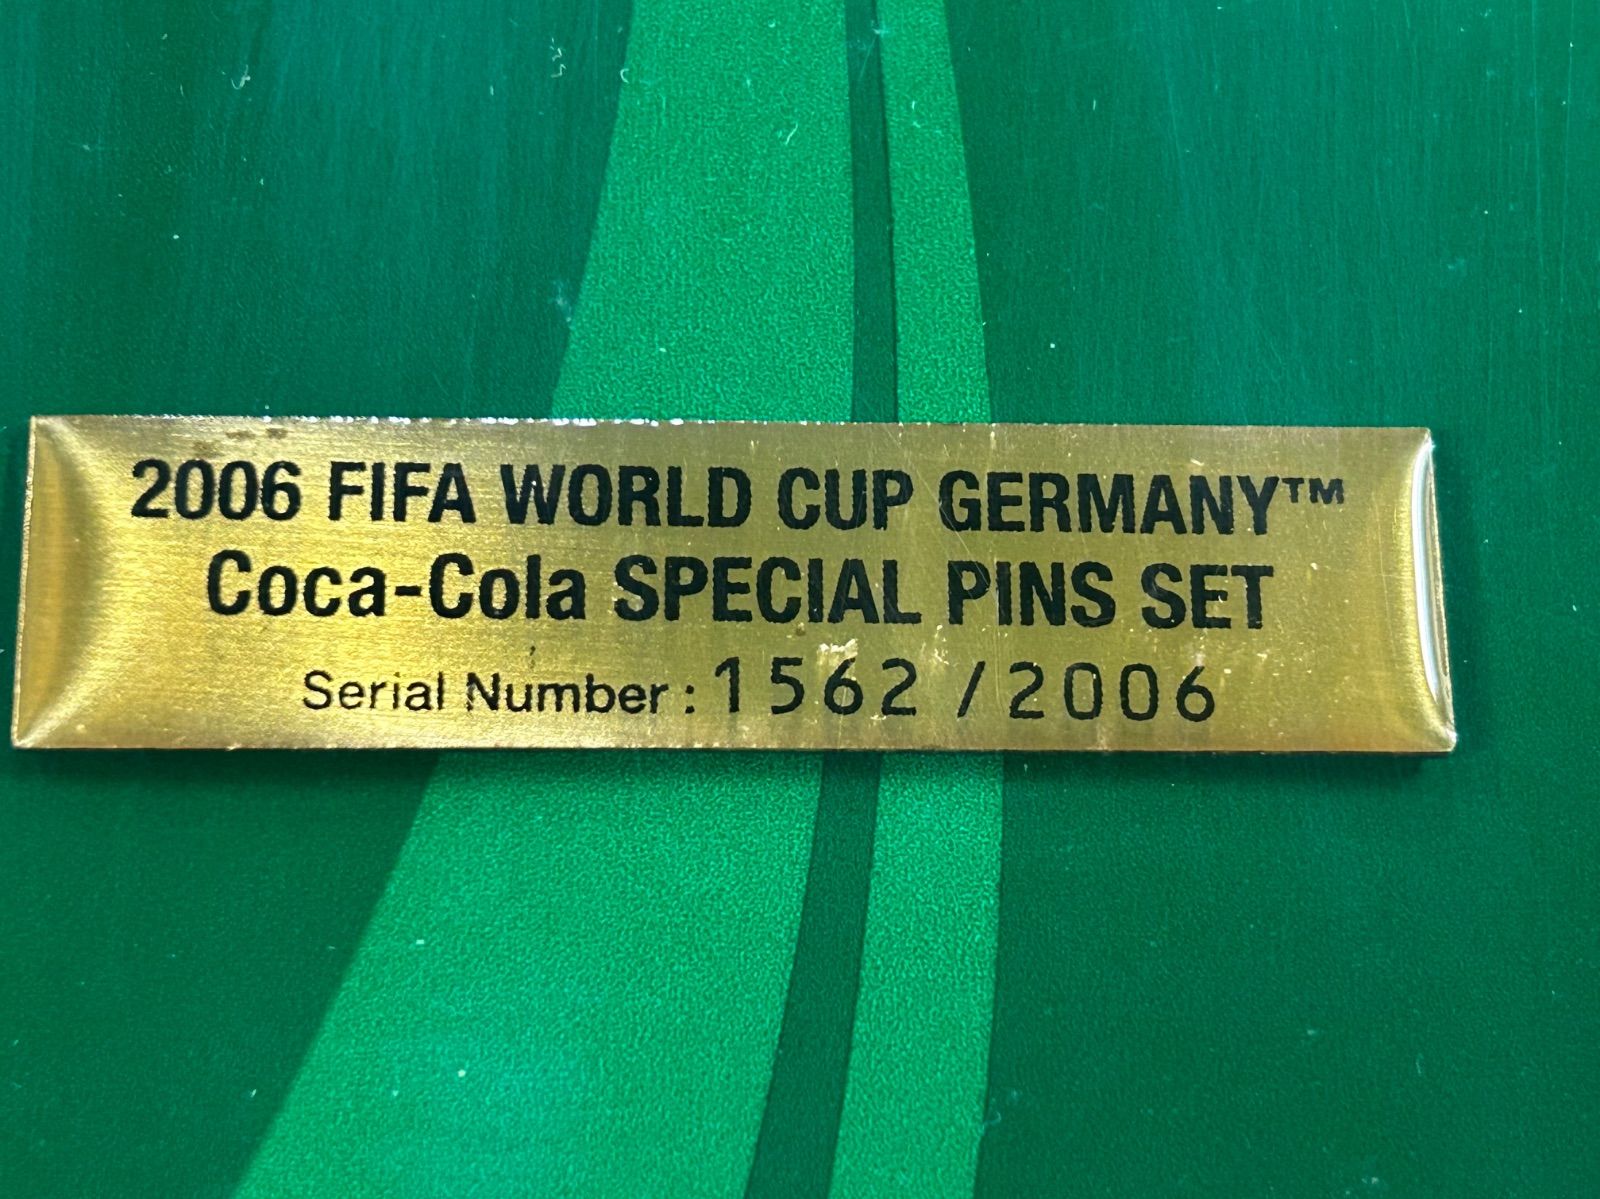 2006 FIFA WORLD CUP GERMANY™
Coca-Cola SPECIAL PINS SET
Serial Number : 1562 / 2006